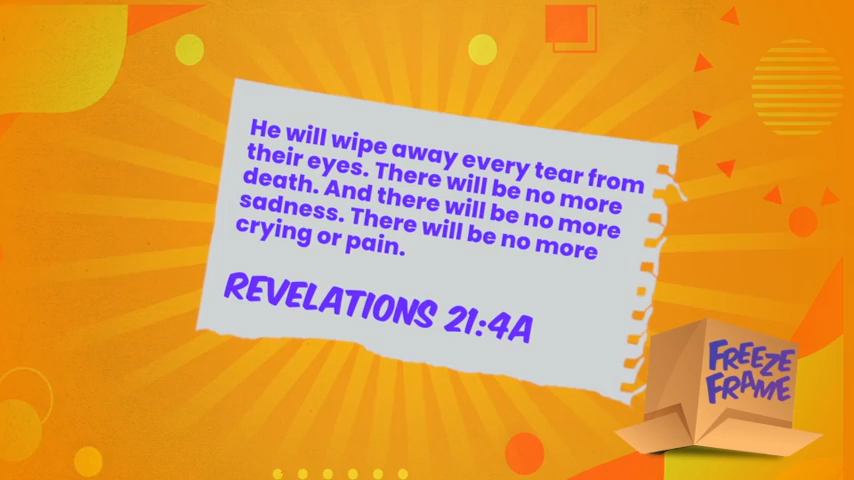 He will wipe away every tear from
their eyes. There will be no more
death. And there will be no more
sadness. There will be no more
crying or pain.
REVELATIONS 21:4A
FREEZE
FRAME